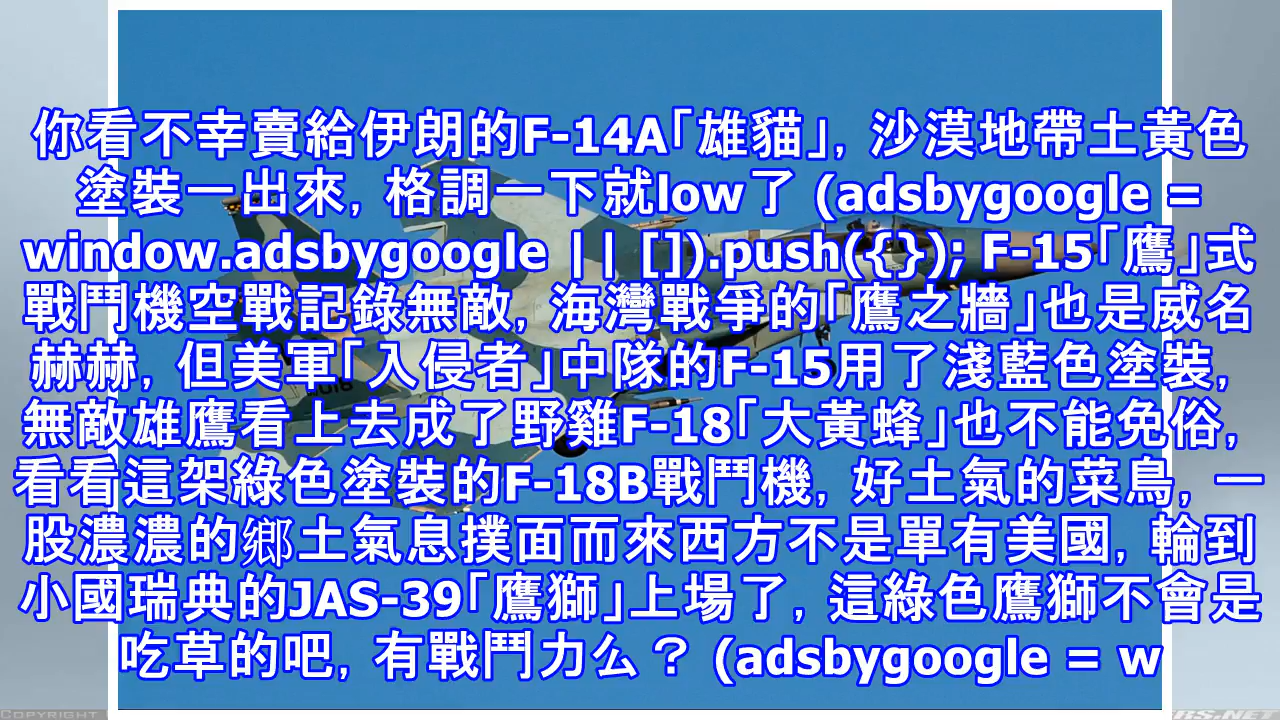 你看不幸賣給伊朗的F-14A「雄貓」，沙漠地帶土黃色
塗裝一出來，格調一下就low了 (adsbygoogle =
window.adsbygoogle || []).push({}); F-15「鷹」式
戰鬥機空戰記錄無敵，海灣戰爭的「鷹之牆」也是威名
赫赫，但美軍「入侵者」中隊的F-15用了淺藍色塗裝，
無敵雄鷹看上去成了野雞F-18「大黃蜂」也不能免俗，
看看這架綠色塗裝的F-18B戰鬥機，好土氣的菜鳥，一
股濃濃的鄉土氣息撲面而來西方不是單有美國，輪到
小國瑞典的JAS-39「鷹獅」上場了，這綠色鷹獅不會是
吃草的吧，有戰鬥力么？ (adsbygoogle = w
COPYRIGHT
RS.NET